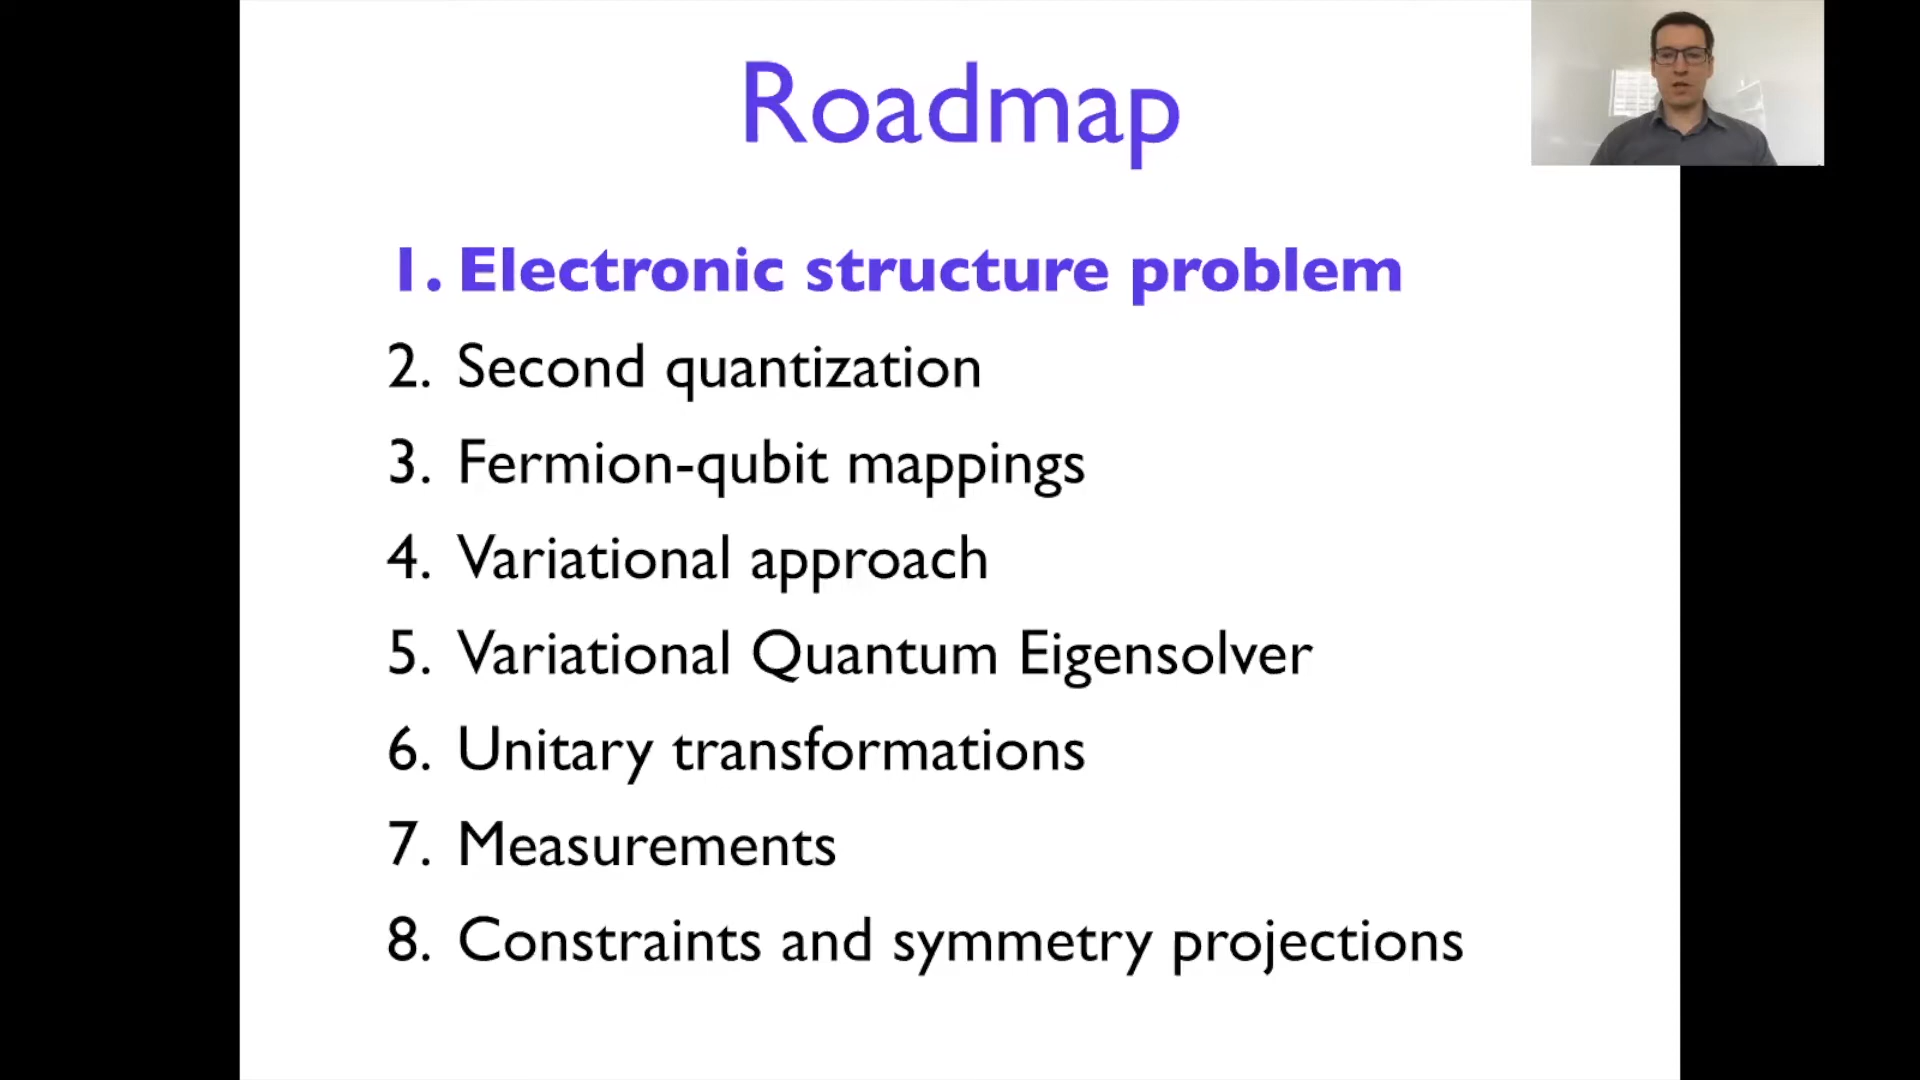 Roadmap
1. Electronic structure problem
2. Second quantization
3. Fermion-qubit mappings
4. Variational approach
5. Variational Quantum Eigensolver
6. Unitary transformations
7. Measurements
8. Constraints and symmetry projections